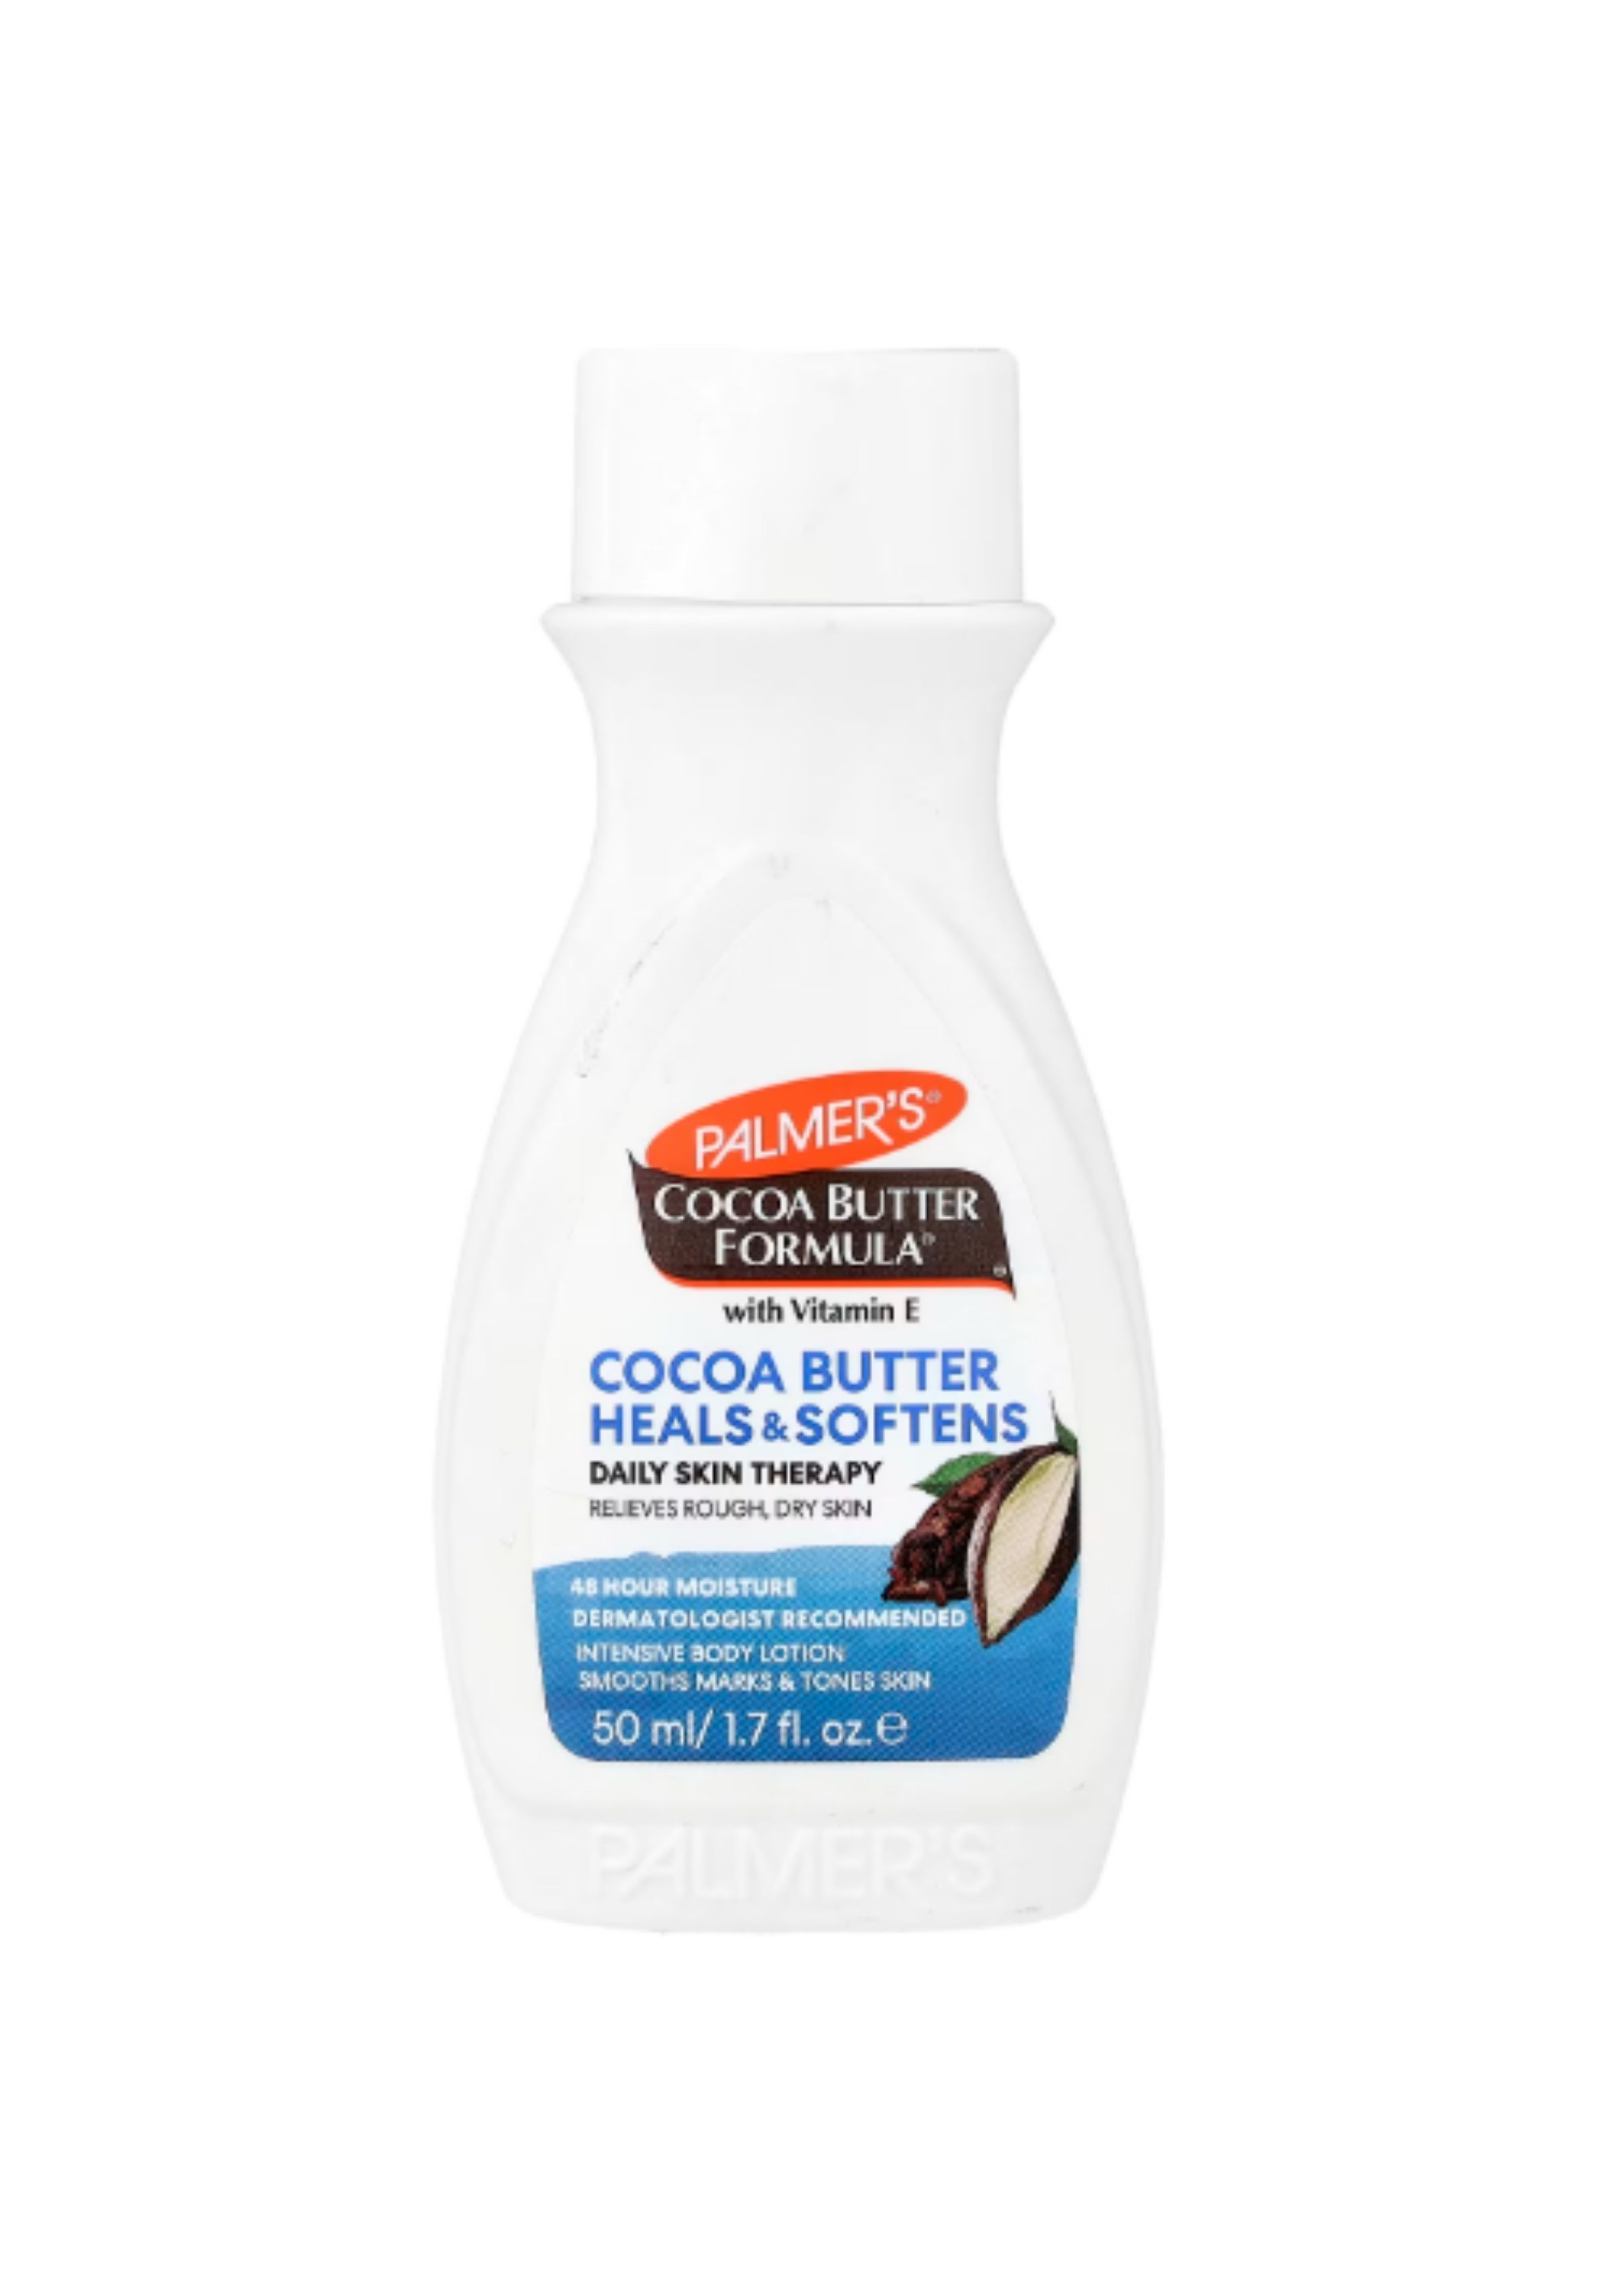 PALMER'S®
COCOA BUTTER
FORMULA®
with Vitamin E
COCOA BUTTER
HEALS & SOFTENS
DAILY SKIN THERAPY
RELIEVES ROUGH, DRY SKIN
48 HOUR MOISTURE
DERMATOLOGIST RECOMMENDED
INTENSIVE BODY LOTION
SMOOTHS MARKS & TONES SKIN
50 ml/ 1.7 fl. oz. ℮
PALMER'S